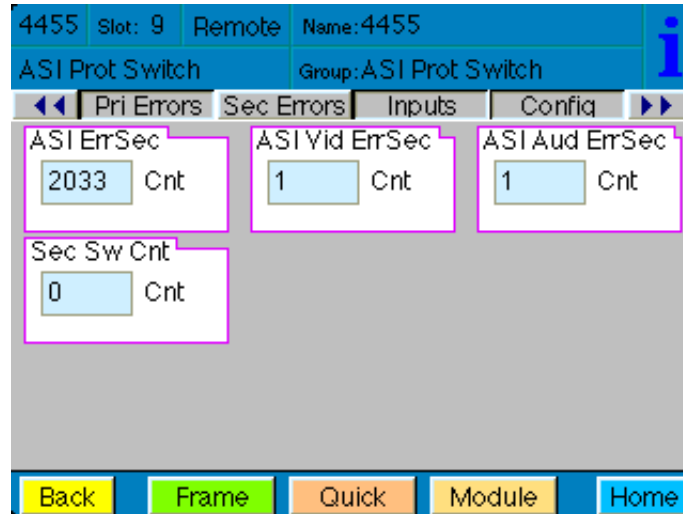 4455 Slot: 9 Remote Name:4455
ASI Prot Switch Group:ASI Prot Switch
Pri Errors Sec Errors Inputs Config
ASI ErrSec ASI Vid ErrSec ASI Aud ErrSec
2033 Cnt 1 Cnt 1 Cnt
Sec Sw Cnt
0 Cnt
Back Frame Quick Module Home